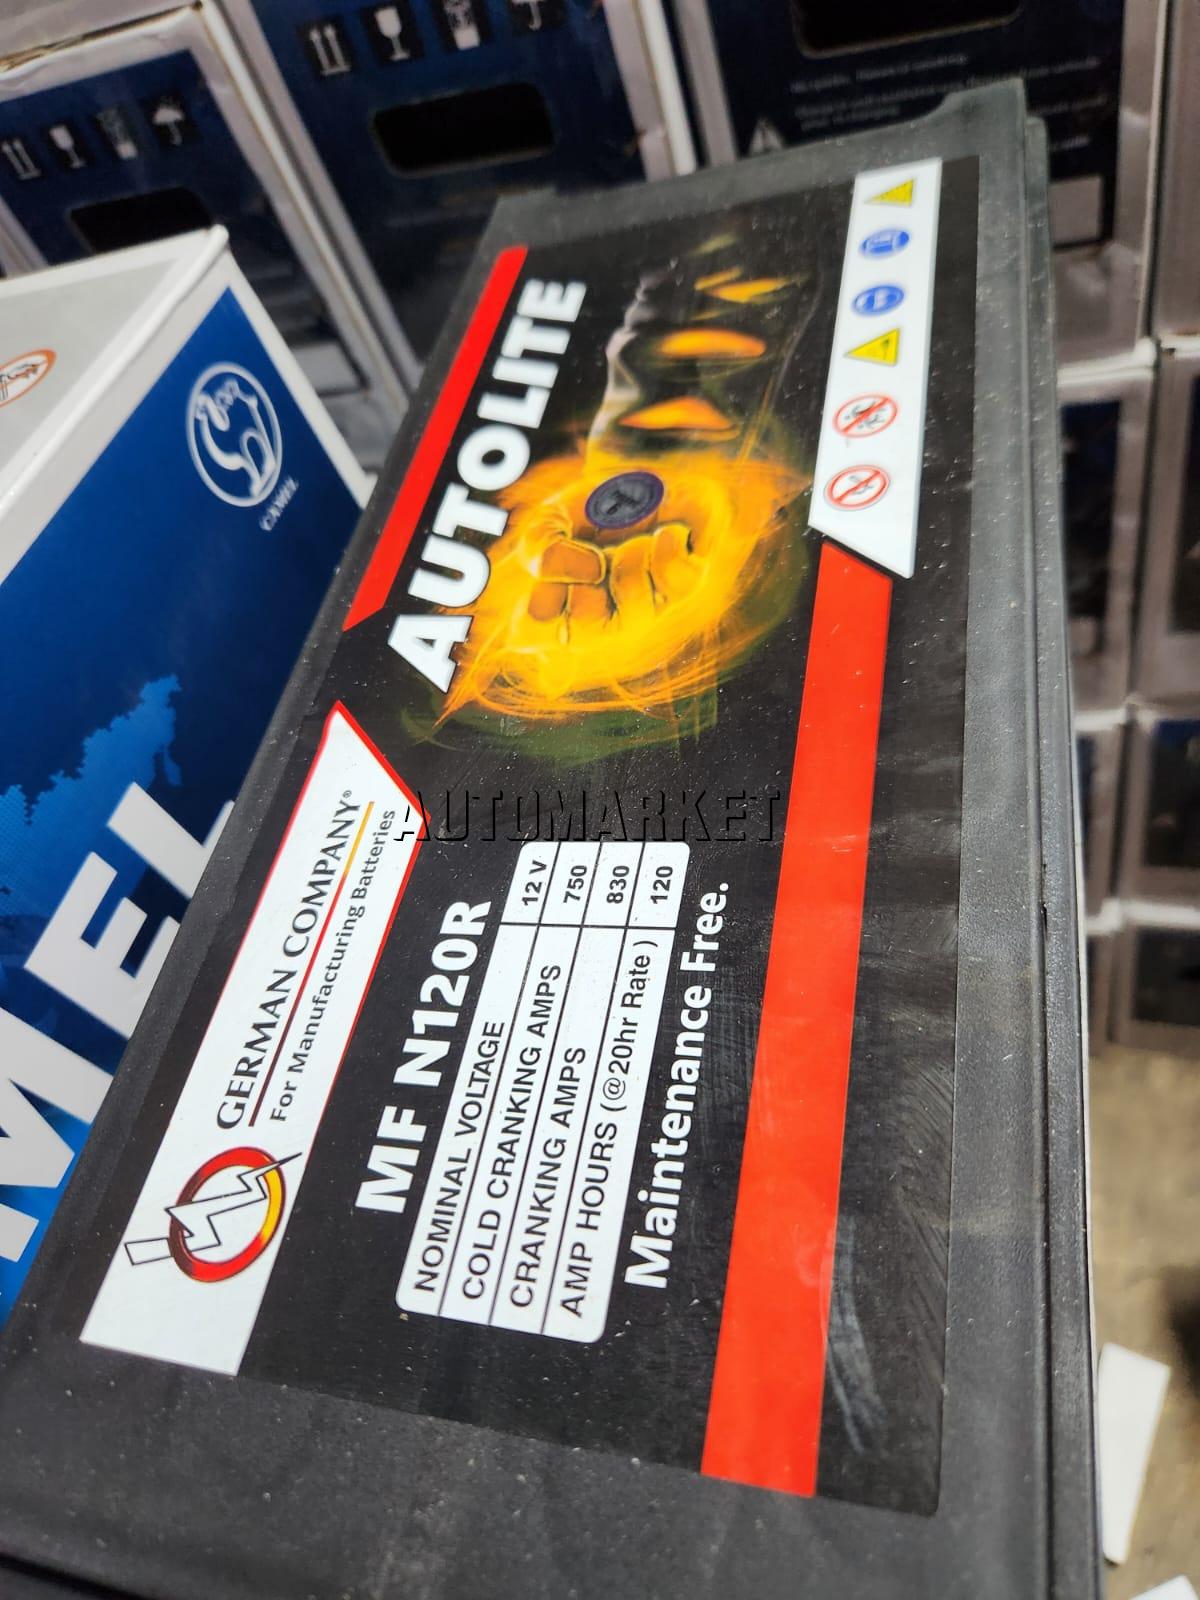 AUTOLITE
GERMAN COMPANY®
For Manufacturing Batteries
MF N120R
NOMINAL VOLTAGE 12 V
COLD CRANKING AMPS 750
CRANKING AMPS 830
AMP HOURS (@20hr Rate) 120
Maintenance Free.
AUTOMARKET
CAMEL
MEL